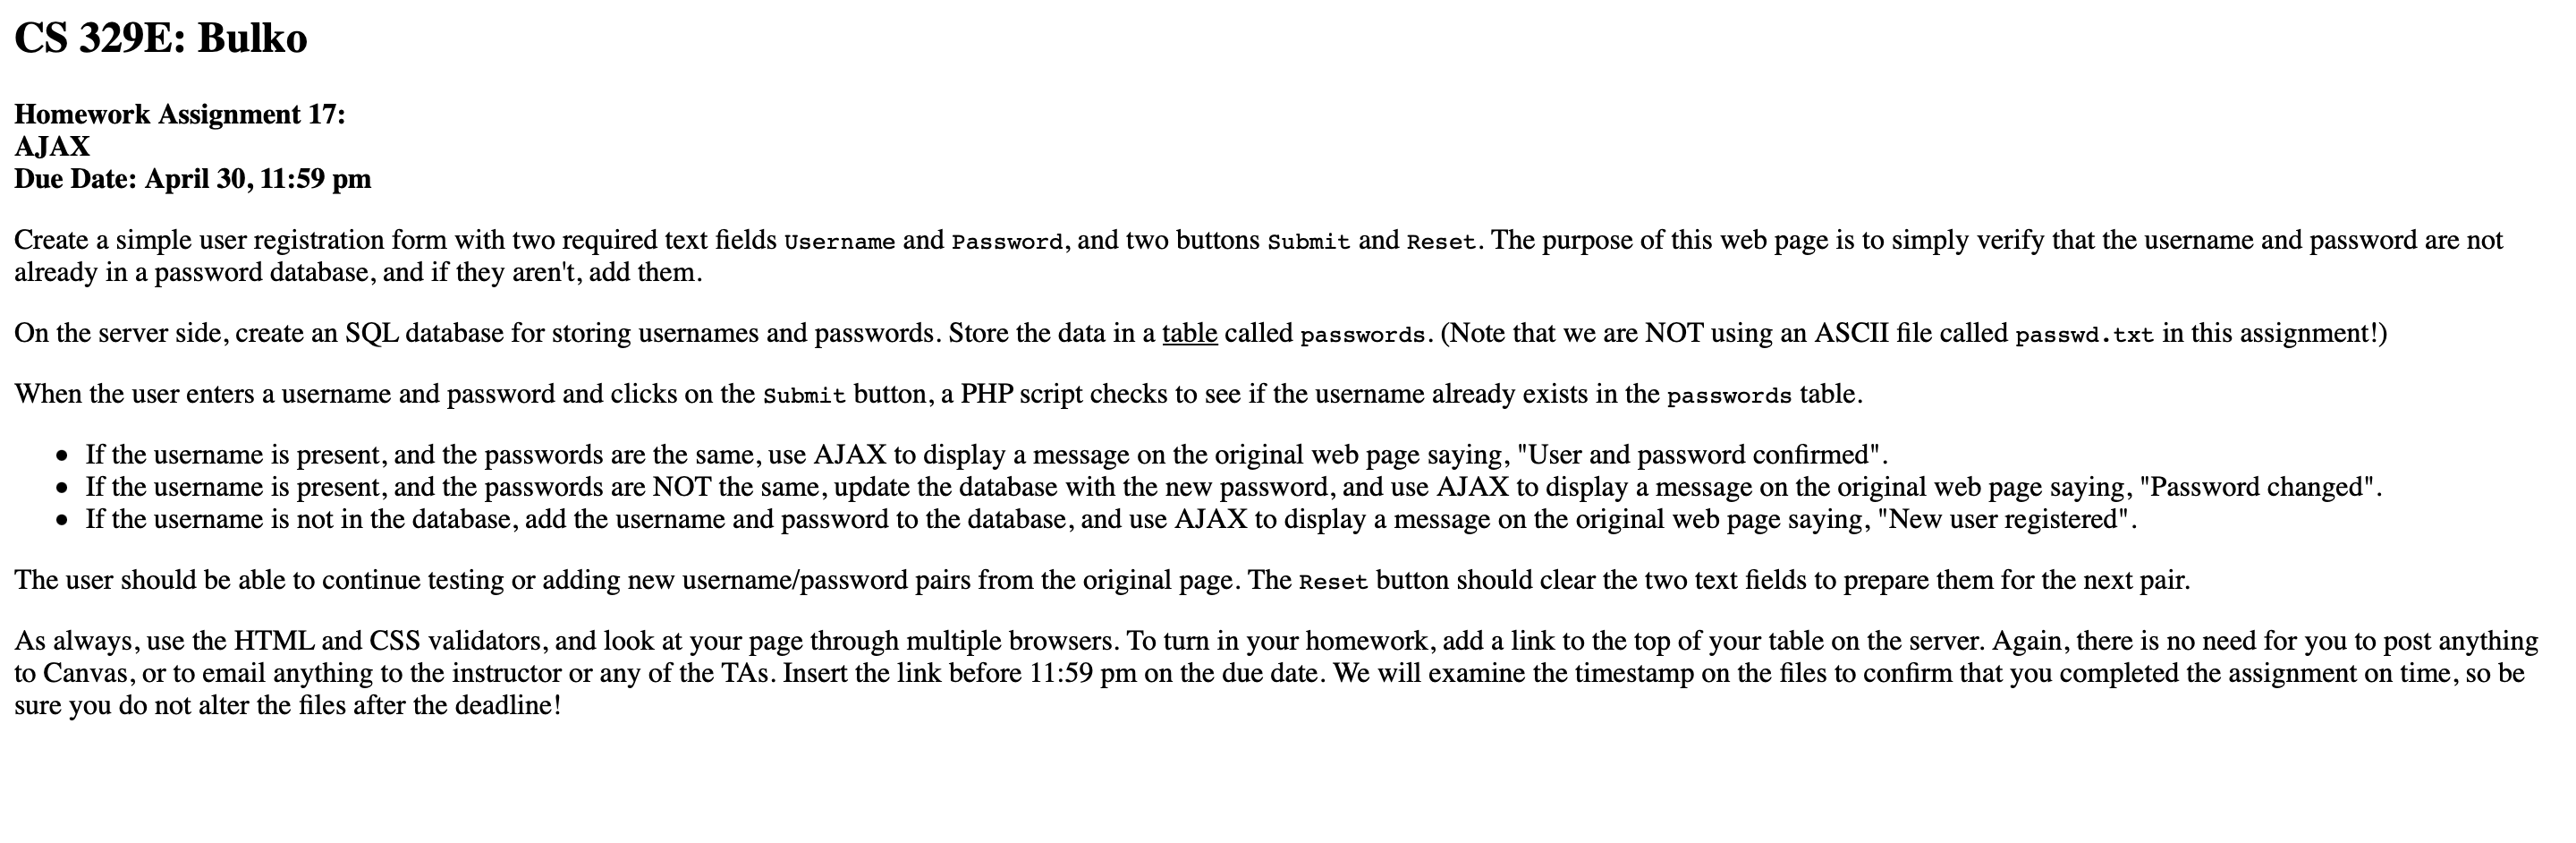 CS 329E: Bulko
Homework Assignment 17:
AJAX
Due Date: April 30, 11:59 pm
Create a simple user registration form with two required text fields Username and Password, and two buttons Submit and Reset. The purpose of this web page is to simply verify that the username and password are not
already in a password database, and if they aren't, add them.
On the server side, create an SQL database for storing usernames and passwords. Store the data in a table called passwords. (Note that we are NOT using an ASCII file called passwd.txt in this assignment!)
When the user enters a username and password and clicks on the Submit button, a PHP script checks to see if the username already exists in the passwords table.
• If the username is present, and the passwords are the same, use AJAX to display a message on the original web page saying, "User and password confirmed".
• If the username is present, and the passwords are NOT the same, update the database with the new password, and use AJAX to display a message on the original web page saying, "Password changed".
• If the username is not in the database, add the username and password to the database, and use AJAX to display a message on the original web page saying, "New user registered".
The user should be able to continue testing or adding new username/password pairs from the original page. The Reset button should clear the two text fields to prepare them for the next pair.
As always, use the HTML and CSS validators, and look at your page through multiple browsers. To turn in your homework, add a link to the top of your table on the server. Again, there is no need for you to post anything
to Canvas, or to email anything to the instructor or any of the TAs. Insert the link before 11:59 pm on the due date. We will examine the timestamp on the files to confirm that you completed the assignment on time, so be
sure you do not alter the files after the deadline!